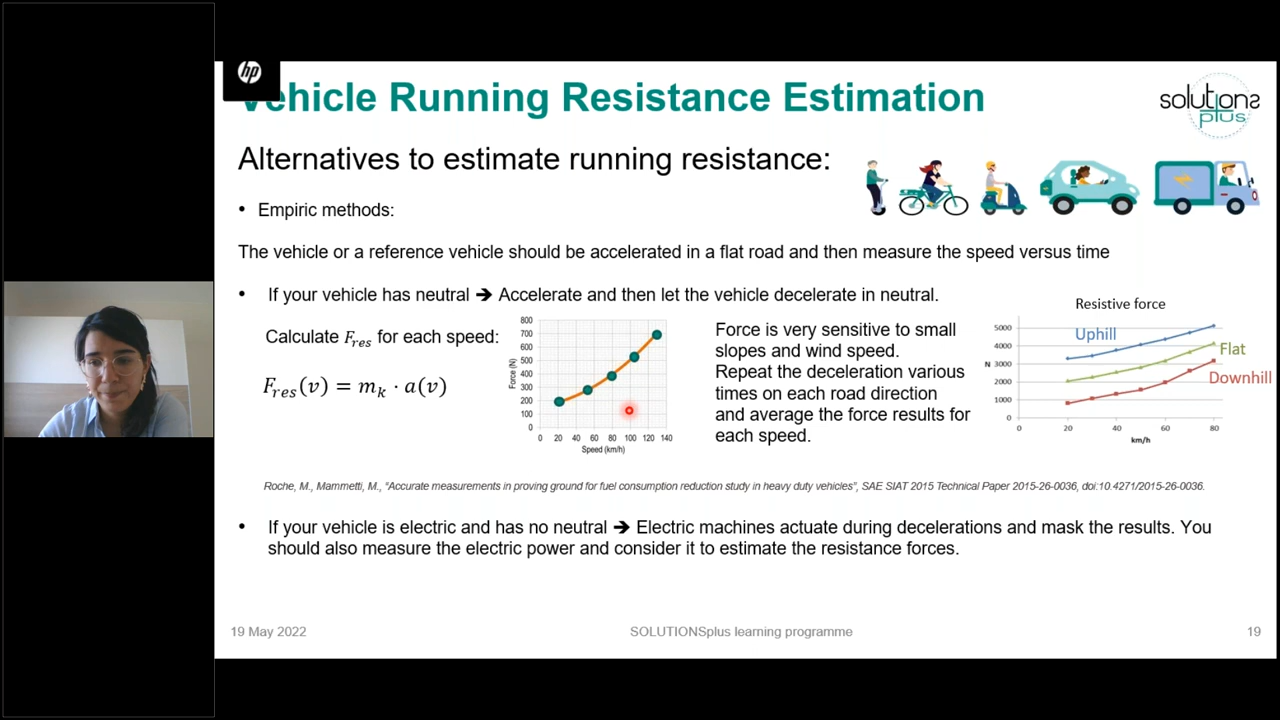 hp
Vehicle Running Resistance Estimation
solutions
plus
Alternatives to estimate running resistance:
• Empiric methods:
The vehicle or a reference vehicle should be accelerated in a flat road and then measure the speed versus time
• If your vehicle has neutral ➔ Accelerate and then let the vehicle decelerate in neutral.
Calculate F_res for each speed:
F_res(v) = m_k · a(v)
800
700
600
500
400
300
200
100
0
Force (N)
0 20 40 60 80 100 120 140
Speed (km/h)
Force is very sensitive to small
slopes and wind speed.
Repeat the deceleration various
times on each road direction
and average the force results for
each speed.
Resistive force
5000
4000
3000
2000
1000
0
N
Uphill
Flat
Downhill
0 20 40 60 80
km/h
Roche, M., Mammetti, M., “Accurate measurements in proving ground for fuel consumption reduction study in heavy duty vehicles”, SAE SIAT 2015 Technical Paper 2015-26-0036, doi:10.4271/2015-26-0036.
• If your vehicle is electric and has no neutral ➔ Electric machines actuate during decelerations and mask the results. You
should also measure the electric power and consider it to estimate the resistance forces.
19 May 2022
SOLUTIONSplus learning programme
19